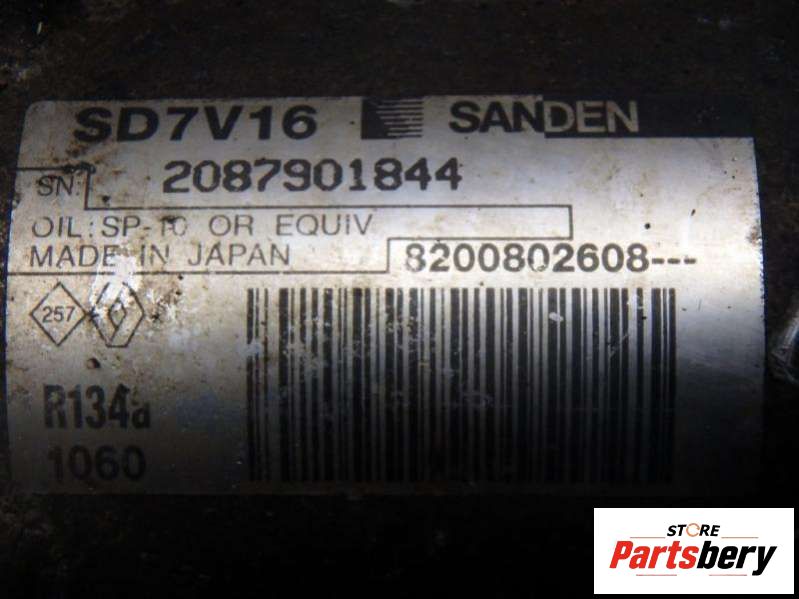 SD7V16 SANDEN
SN: 2087901844
OIL: SP-10 OR EQUIV
MADE IN JAPAN 8200802608---
257
R134a
1060
STORE
Partsbery